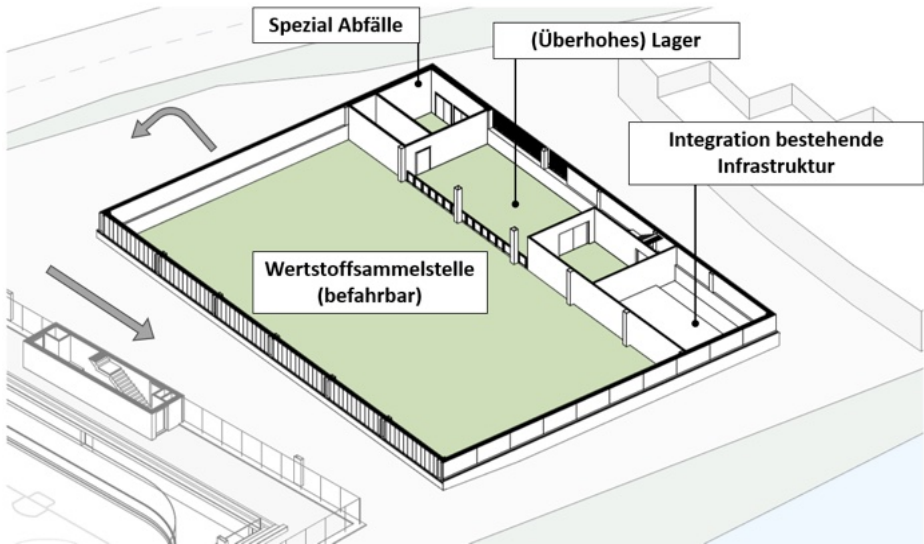 Spezial Abfälle
(Überhohes) Lager
Integration bestehende
Infrastruktur
Wertstoffsammelstelle
(befahrbar)